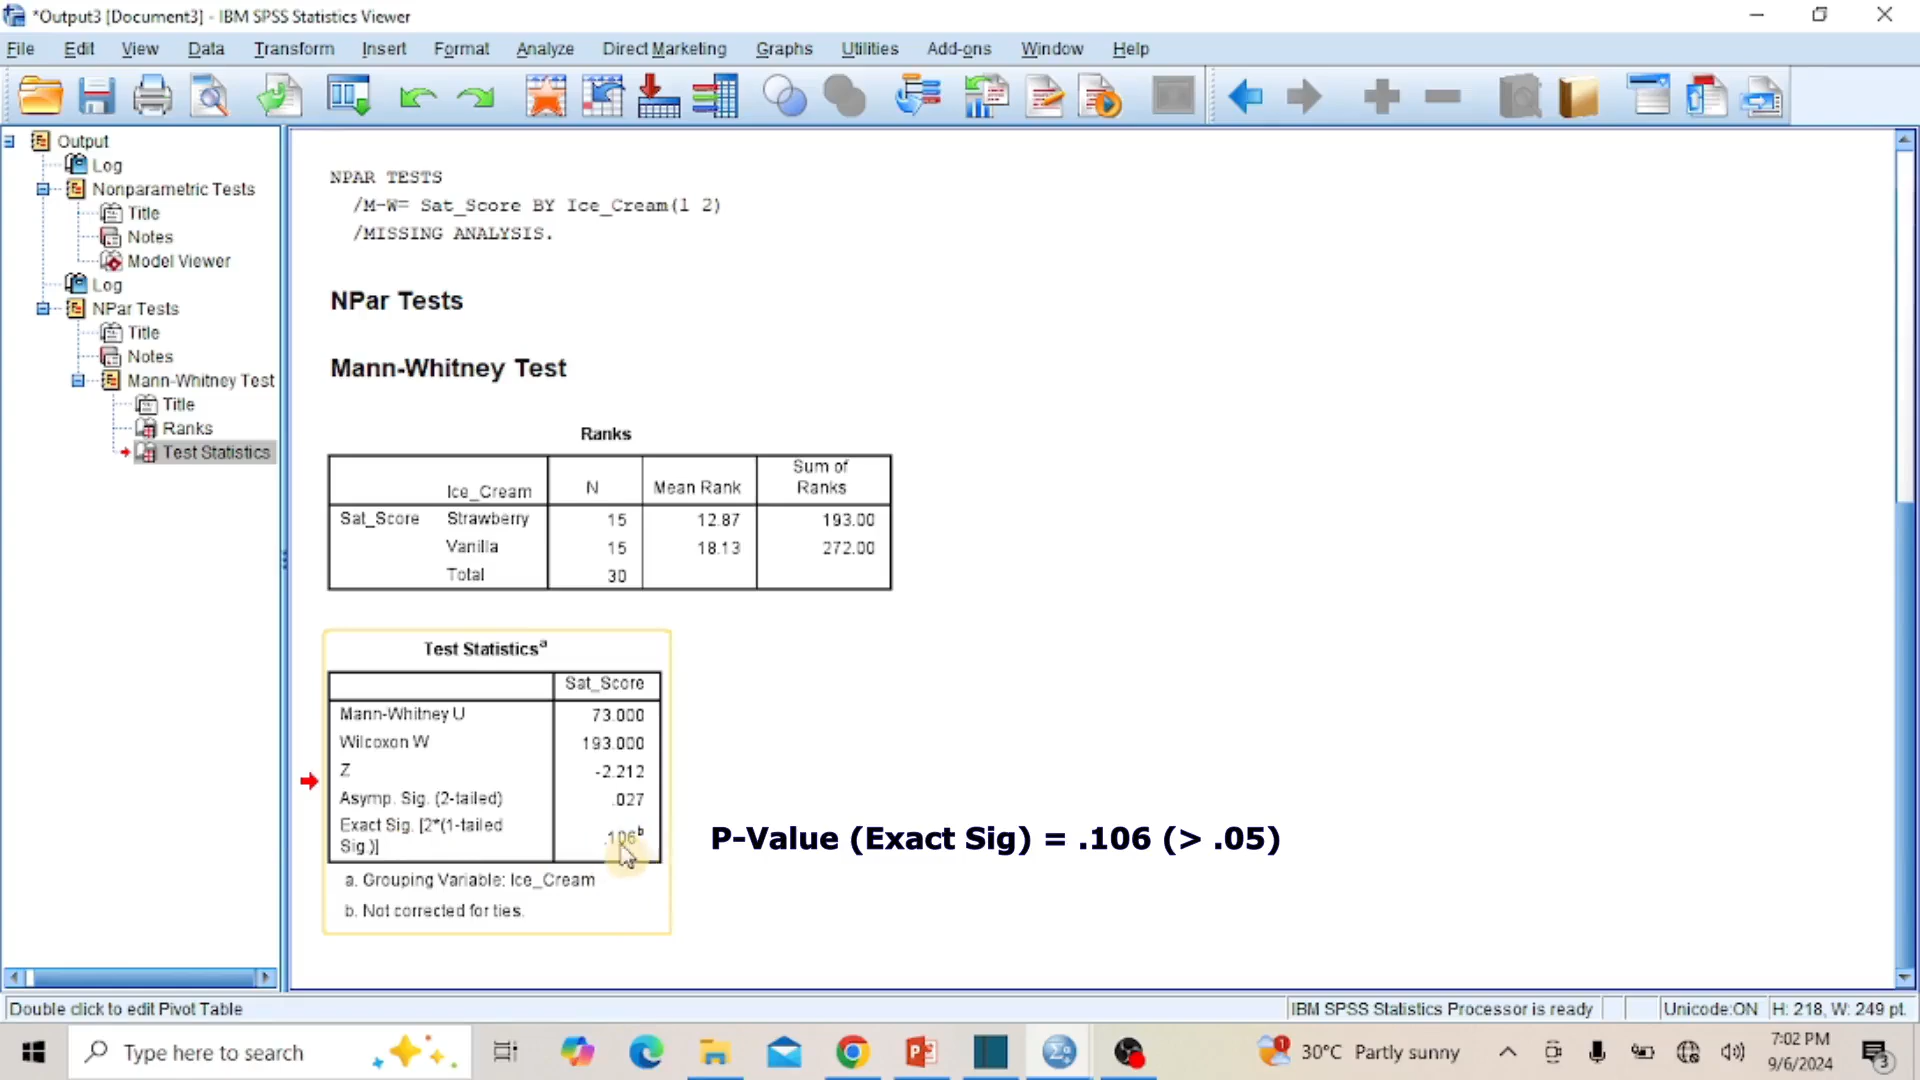 *Output3 [Document3] - IBM SPSS Statistics Viewer
File Edit View Data Transform Insert Format Analyze Direct Marketing Graphs Utilities Add-ons Window Help
Output
Log
Nonparametric Tests
Title
Notes
Model Viewer
Log
NPar Tests
Title
Notes
Mann-Whitney Test
Title
Ranks
Test Statistics
NPAR TESTS
/M-W= Sat_Score BY Ice_Cream(1 2)
/MISSING ANALYSIS.
NPar Tests
Mann-Whitney Test
Ranks
Ice_Cream N Mean Rank Sum of Ranks
Sat_Score Strawberry 15 12.87 193.00
Vanilla 15 18.13 272.00
Total 30
Test Statistics^a
Sat_Score
Mann-Whitney U 73.000
Wilcoxon W 193.000
Z -2.212
Asymp. Sig. (2-tailed) .027
Exact Sig. [2*(1-tailed Sig.)] .106^b
a. Grouping Variable: Ice_Cream
b. Not corrected for ties.
P-Value (Exact Sig) = .106 (> .05)
Double click to edit Pivot Table
IBM SPSS Statistics Processor is ready Unicode:ON H: 218, W: 249 pt.
Type here to search
1
30°C Partly sunny
7:02 PM
9/6/2024
3